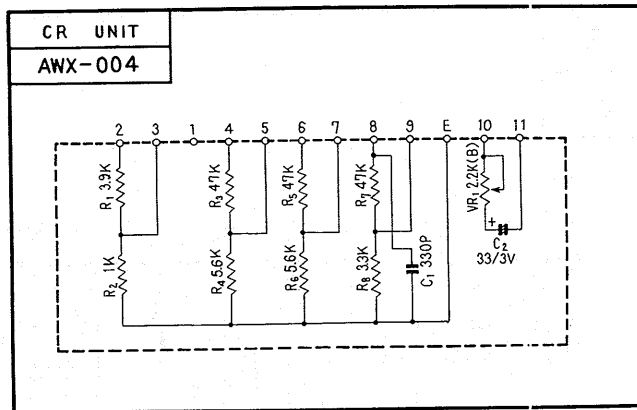 CR UNIT
AWX-004
2 3 1 4 5 6 7 8 9 E 10 11
R1 3.9K
R3 47K
R5 47K
R7 47K
VR1 2.2K(B)
+
C2
33/3V
R2 1K
R4 5.6K
R6 5.6K
R8 3.3K
C1 330P